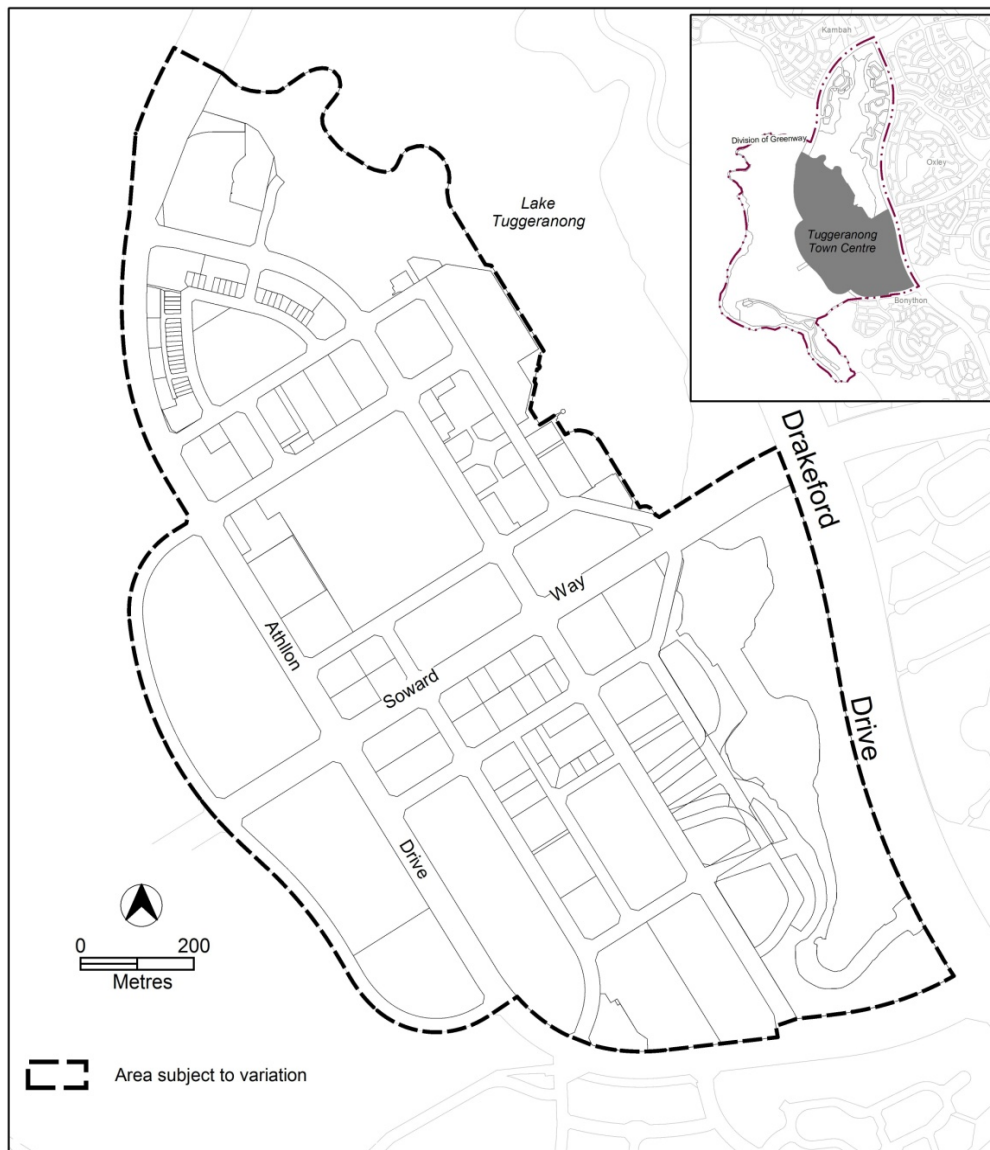 Kambah
Division of Greenway
Oxley
Tuggeranong
Town Centre
Bonython
Lake
Tuggeranong
Drakeford
Drive
Way
Soward
Athllon
Drive
0 200
Metres
Area subject to variation